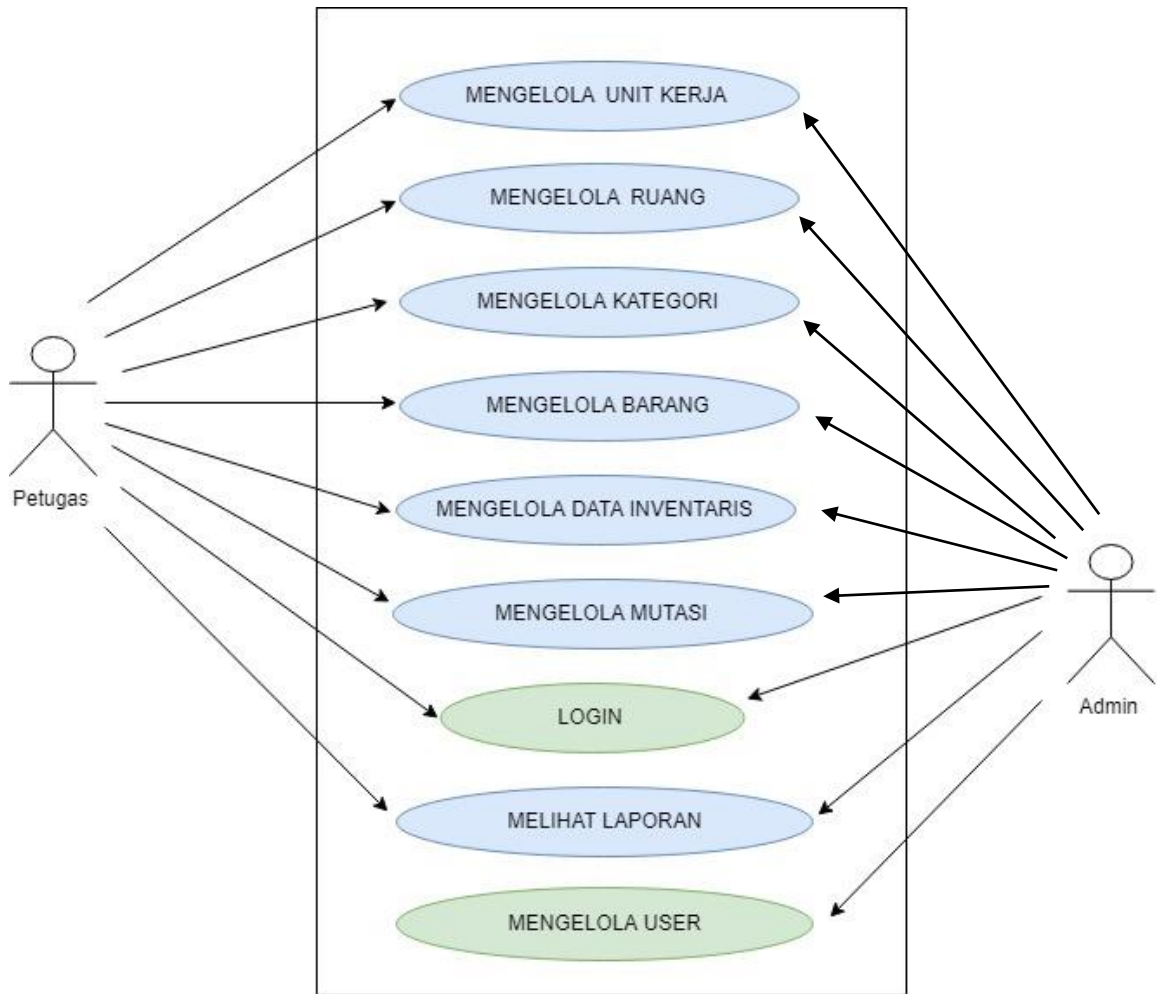 MENGELOLA UNIT KERJA
MENGELOLA RUANG
MENGELOLA KATEGORI
MENGELOLA BARANG
Petugas
MENGELOLA DATA INVENTARIS
MENGELOLA MUTASI
LOGIN
Admin
MELIHAT LAPORAN
MENGELOLA USER